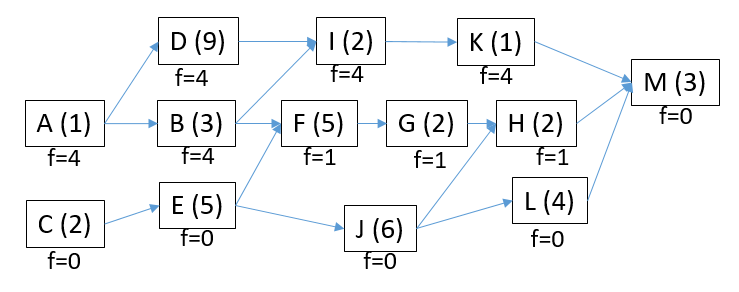 D (9)
f=4
I (2)
f=4
K (1)
f=4
M (3)
f=0
A (1)
f=4
B (3)
f=4
F (5)
f=1
G (2)
f=1
H (2)
f=1
C (2)
f=0
E (5)
f=0
J (6)
f=0
L (4)
f=0